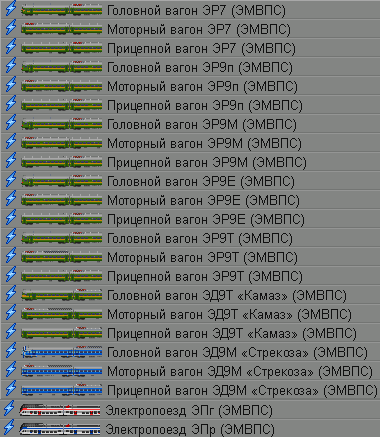 Головной вагон ЭР7 (ЭМВПС)
Моторный вагон ЭР7 (ЭМВПС)
Прицепной вагон ЭР7 (ЭМВПС)
Головной вагон ЭР9п (ЭМВПС)
Моторный вагон ЭР9п (ЭМВПС)
Прицепной вагон ЭР9п (ЭМВПС)
Головной вагон ЭР9М (ЭМВПС)
Моторный вагон ЭР9М (ЭМВПС)
Прицепной вагон ЭР9М (ЭМВПС)
Головной вагон ЭР9Е (ЭМВПС)
Моторный вагон ЭР9Е (ЭМВПС)
Прицепной вагон ЭР9Е (ЭМВПС)
Головной вагон ЭР9Т (ЭМВПС)
Моторный вагон ЭР9Т (ЭМВПС)
Прицепной вагон ЭР9Т (ЭМВПС)
Головной вагон ЭД9Т «Камаз» (ЭМВПС)
Моторный вагон ЭД9Т «Камаз» (ЭМВПС)
Прицепной вагон ЭД9Т «Камаз» (ЭМВПС)
Головной вагон ЭД9М «Стрекоза» (ЭМВПС)
Моторный вагон ЭД9М «Стрекоза» (ЭМВПС)
Прицепной вагон ЭД9М «Стрекоза» (ЭМВПС)
Электропоезд ЭПг (ЭМВПС)
Электропоезд ЭПр (ЭМВПС)